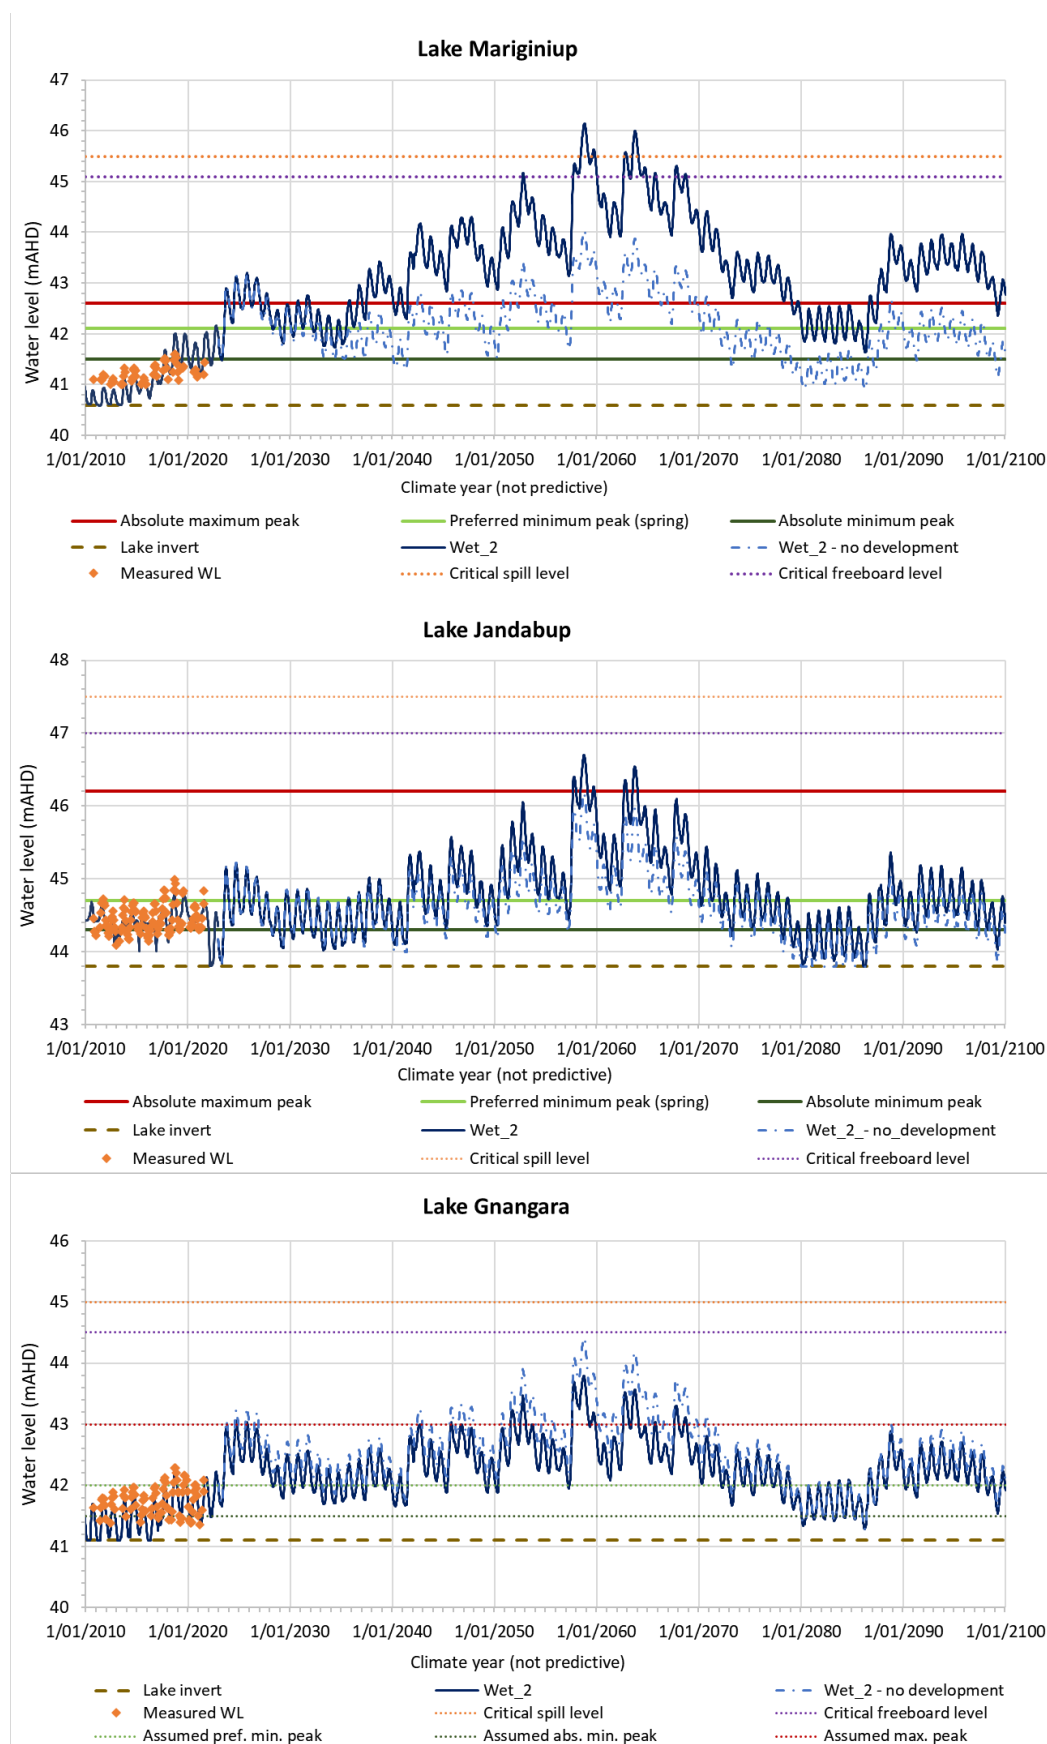 Lake Mariginiup
47
46
45
44
43
42
41
40
Water level (mAHD)
1/01/2010 1/01/2020 1/01/2030 1/01/2040 1/01/2050 1/01/2060 1/01/2070 1/01/2080 1/01/2090 1/01/2100
Climate year (not predictive)
Absolute maximum peak Preferred minimum peak (spring) Absolute minimum peak
Lake invert Wet_2 Wet_2 - no development
Measured WL Critical spill level Critical freeboard level
Lake Jandabup
48
47
46
45
44
43
Water level (mAHD)
1/01/2010 1/01/2020 1/01/2030 1/01/2040 1/01/2050 1/01/2060 1/01/2070 1/01/2080 1/01/2090 1/01/2100
Climate year (not predictive)
Absolute maximum peak Preferred minimum peak (spring) Absolute minimum peak
Lake invert Wet_2 Wet_2_- no_development
Measured WL Critical spill level Critical freeboard level
Lake Gnangara
46
45
44
43
42
41
40
Water level (mAHD)
1/01/2010 1/01/2020 1/01/2030 1/01/2040 1/01/2050 1/01/2060 1/01/2070 1/01/2080 1/01/2090 1/01/2100
Climate year (not predictive)
Lake invert Wet_2 Wet_2 - no development
Measured WL Critical spill level Critical freeboard level
Assumed pref. min. peak Assumed abs. min. peak Assumed max. peak